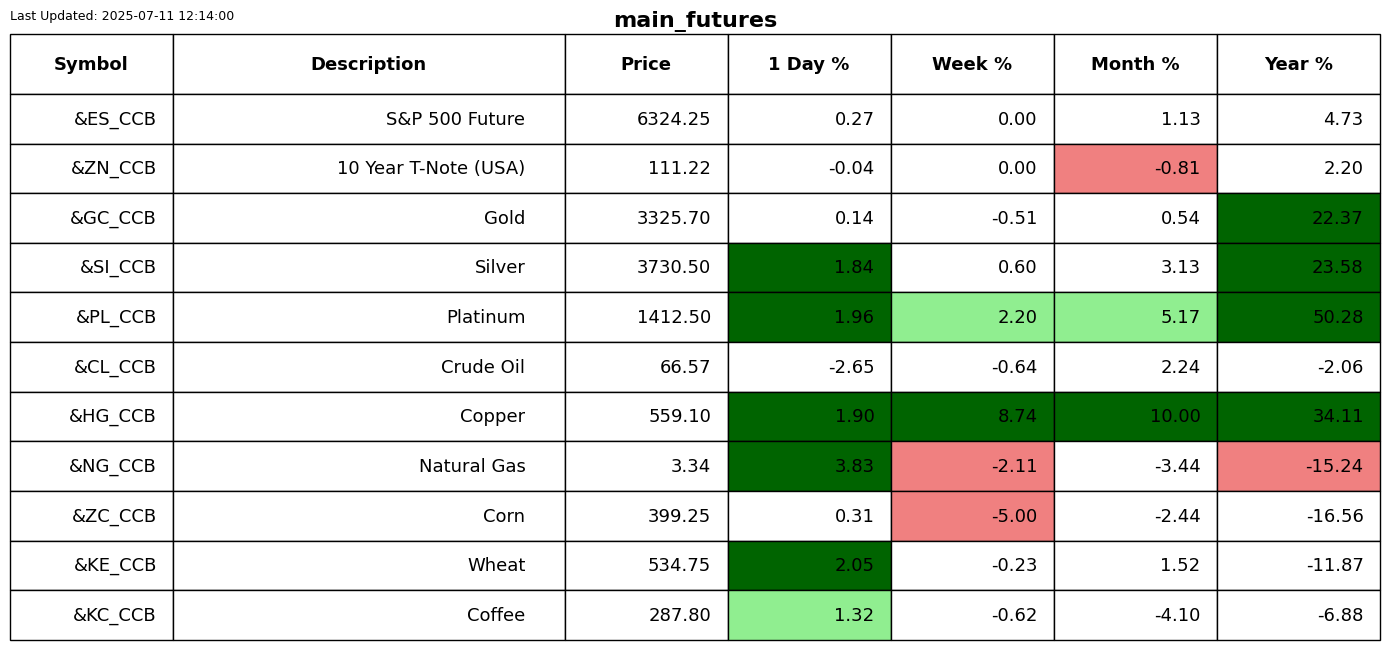 Last Updated: 2025-07-11 12:14:00
main_futures
Symbol Description Price 1 Day % Week % Month % Year %
&ES_CCB S&P 500 Future 6324.25 0.27 0.00 1.13 4.73
&ZN_CCB 10 Year T-Note (USA) 111.22 -0.04 0.00 -0.81 2.20
&GC_CCB Gold 3325.70 0.14 -0.51 0.54 22.37
&SI_CCB Silver 3730.50 1.84 0.60 3.13 23.58
&PL_CCB Platinum 1412.50 1.96 2.20 5.17 50.28
&CL_CCB Crude Oil 66.57 -2.65 -0.64 2.24 -2.06
&HG_CCB Copper 559.10 1.90 8.74 10.00 34.11
&NG_CCB Natural Gas 3.34 3.83 -2.11 -3.44 -15.24
&ZC_CCB Corn 399.25 0.31 -5.00 -2.44 -16.56
&KE_CCB Wheat 534.75 2.05 -0.23 1.52 -11.87
&KC_CCB Coffee 287.80 1.32 -0.62 -4.10 -6.88